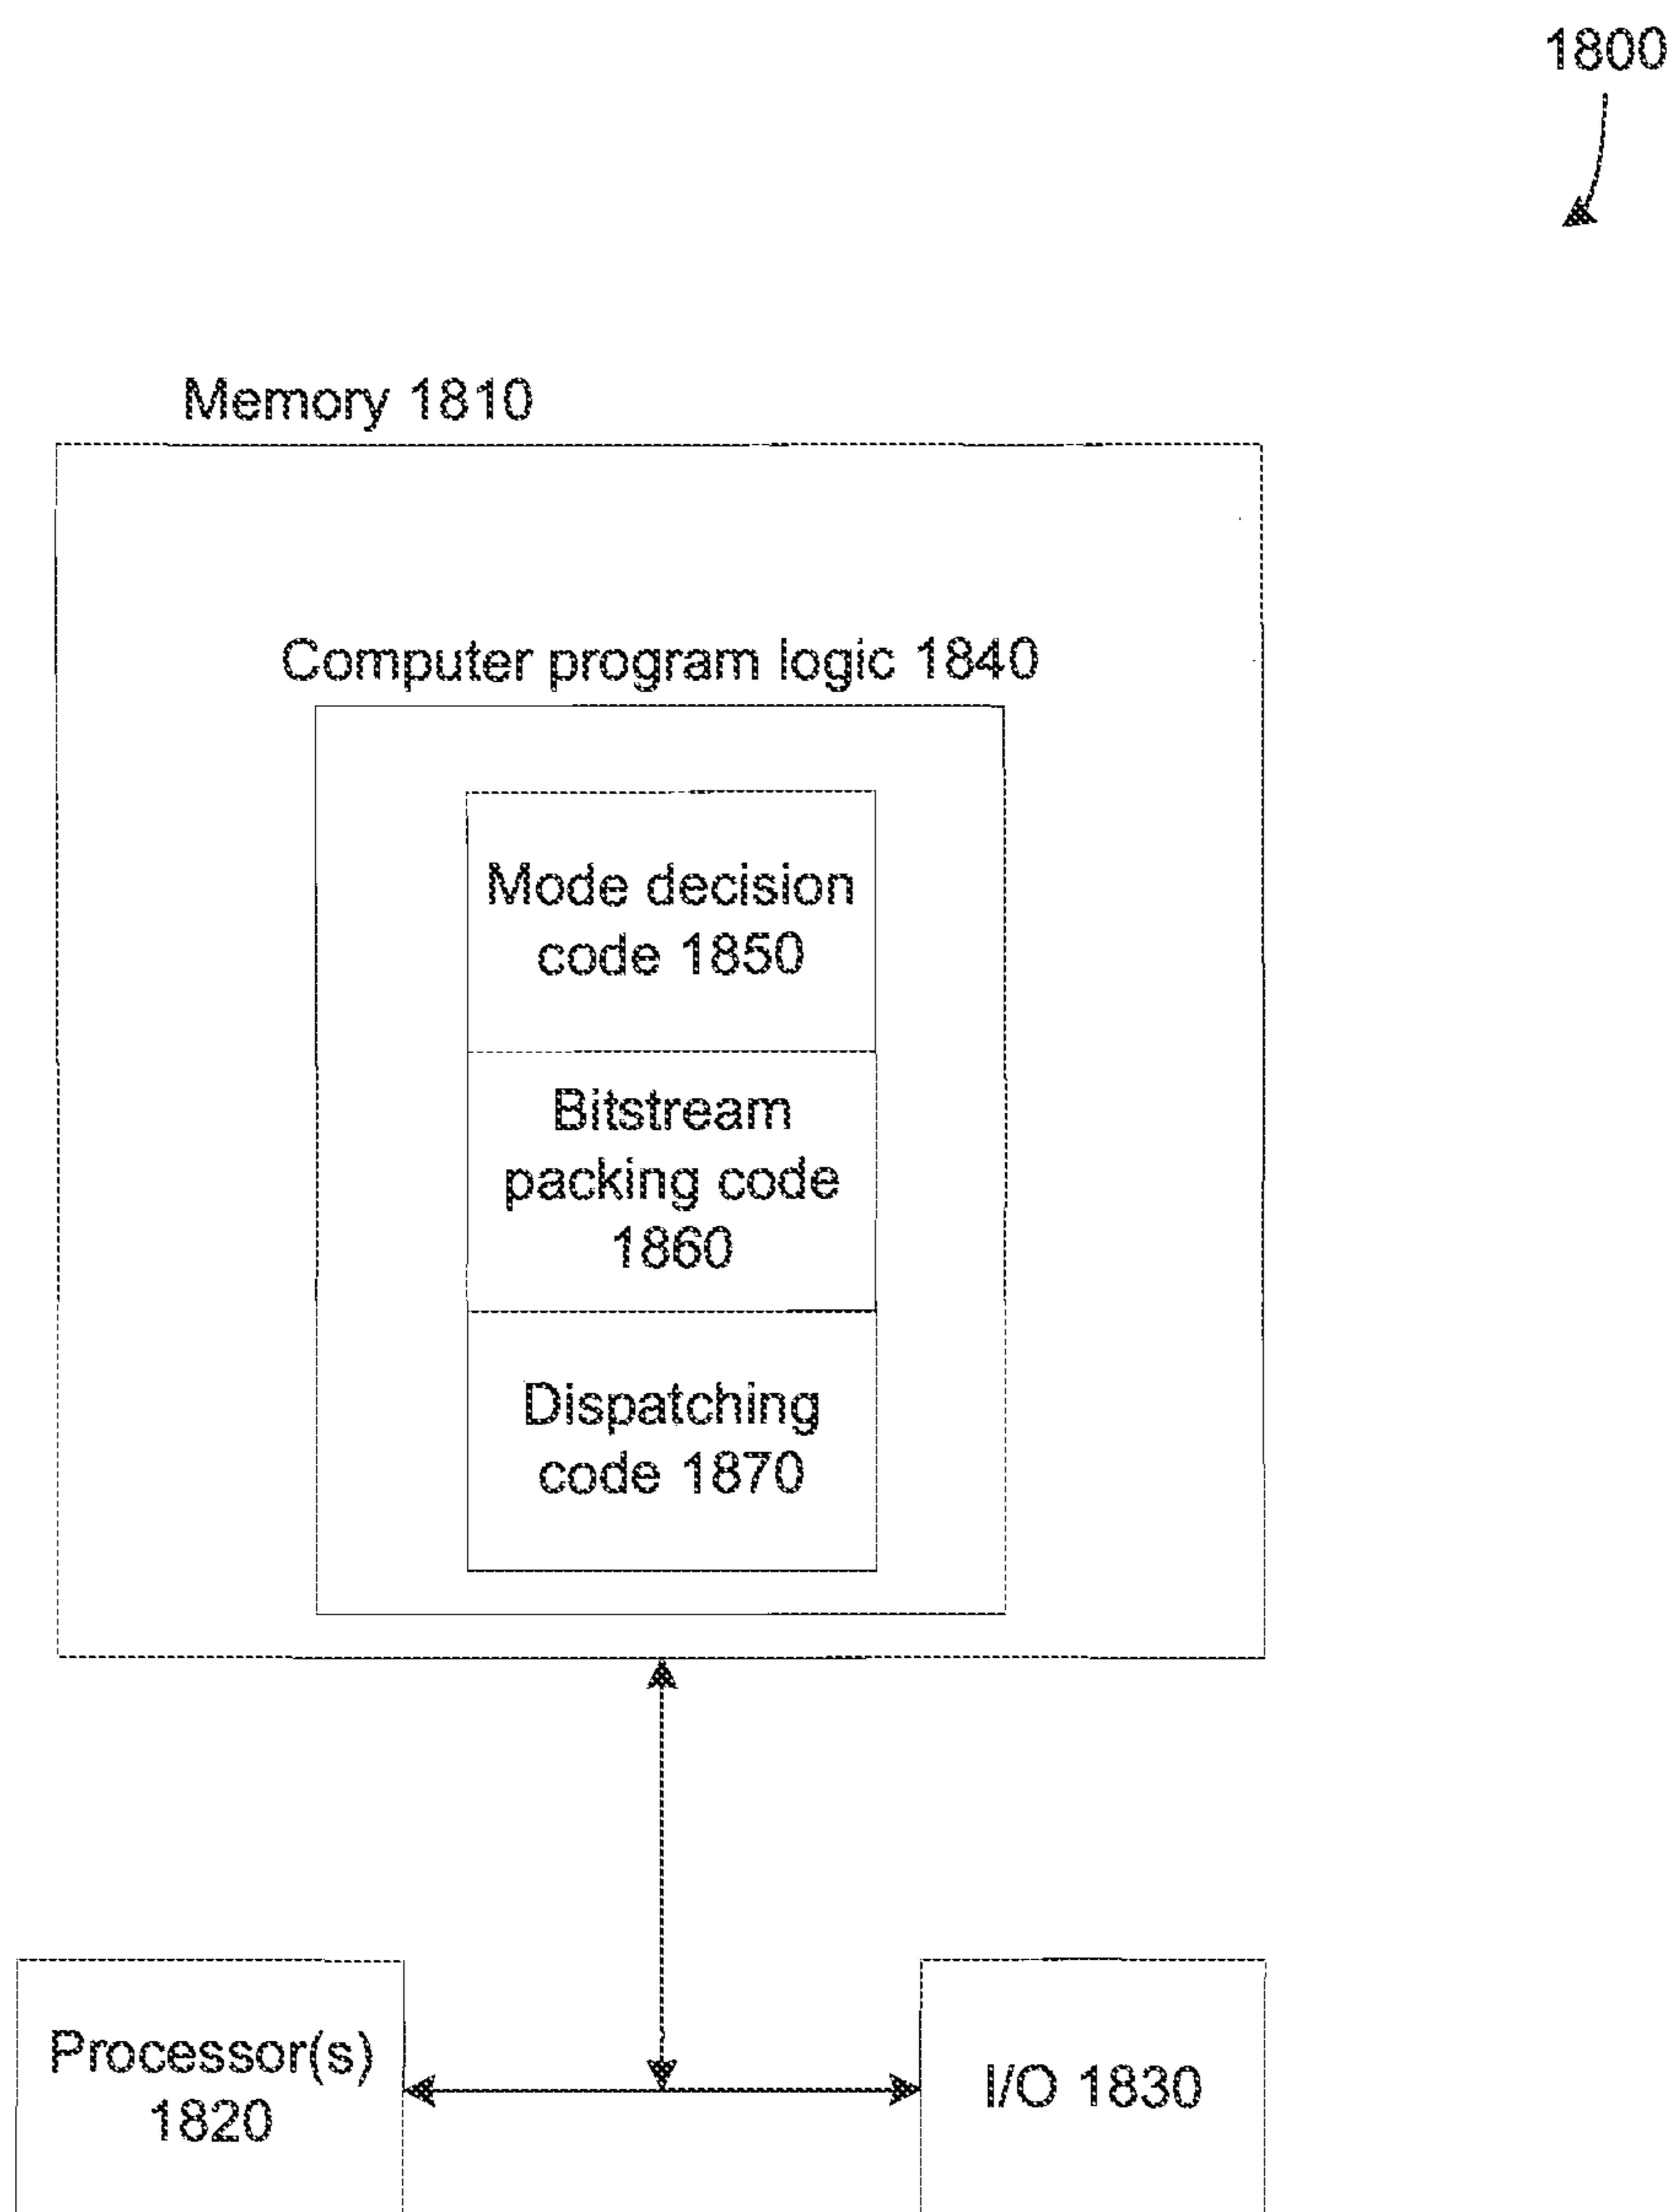 1800
Memory 1810
Computer program logic 1840
Mode decision
code 1850
Bitstream
packing code
1860
Dispatching
code 1870
Processor(s)
1820
I/O 1830